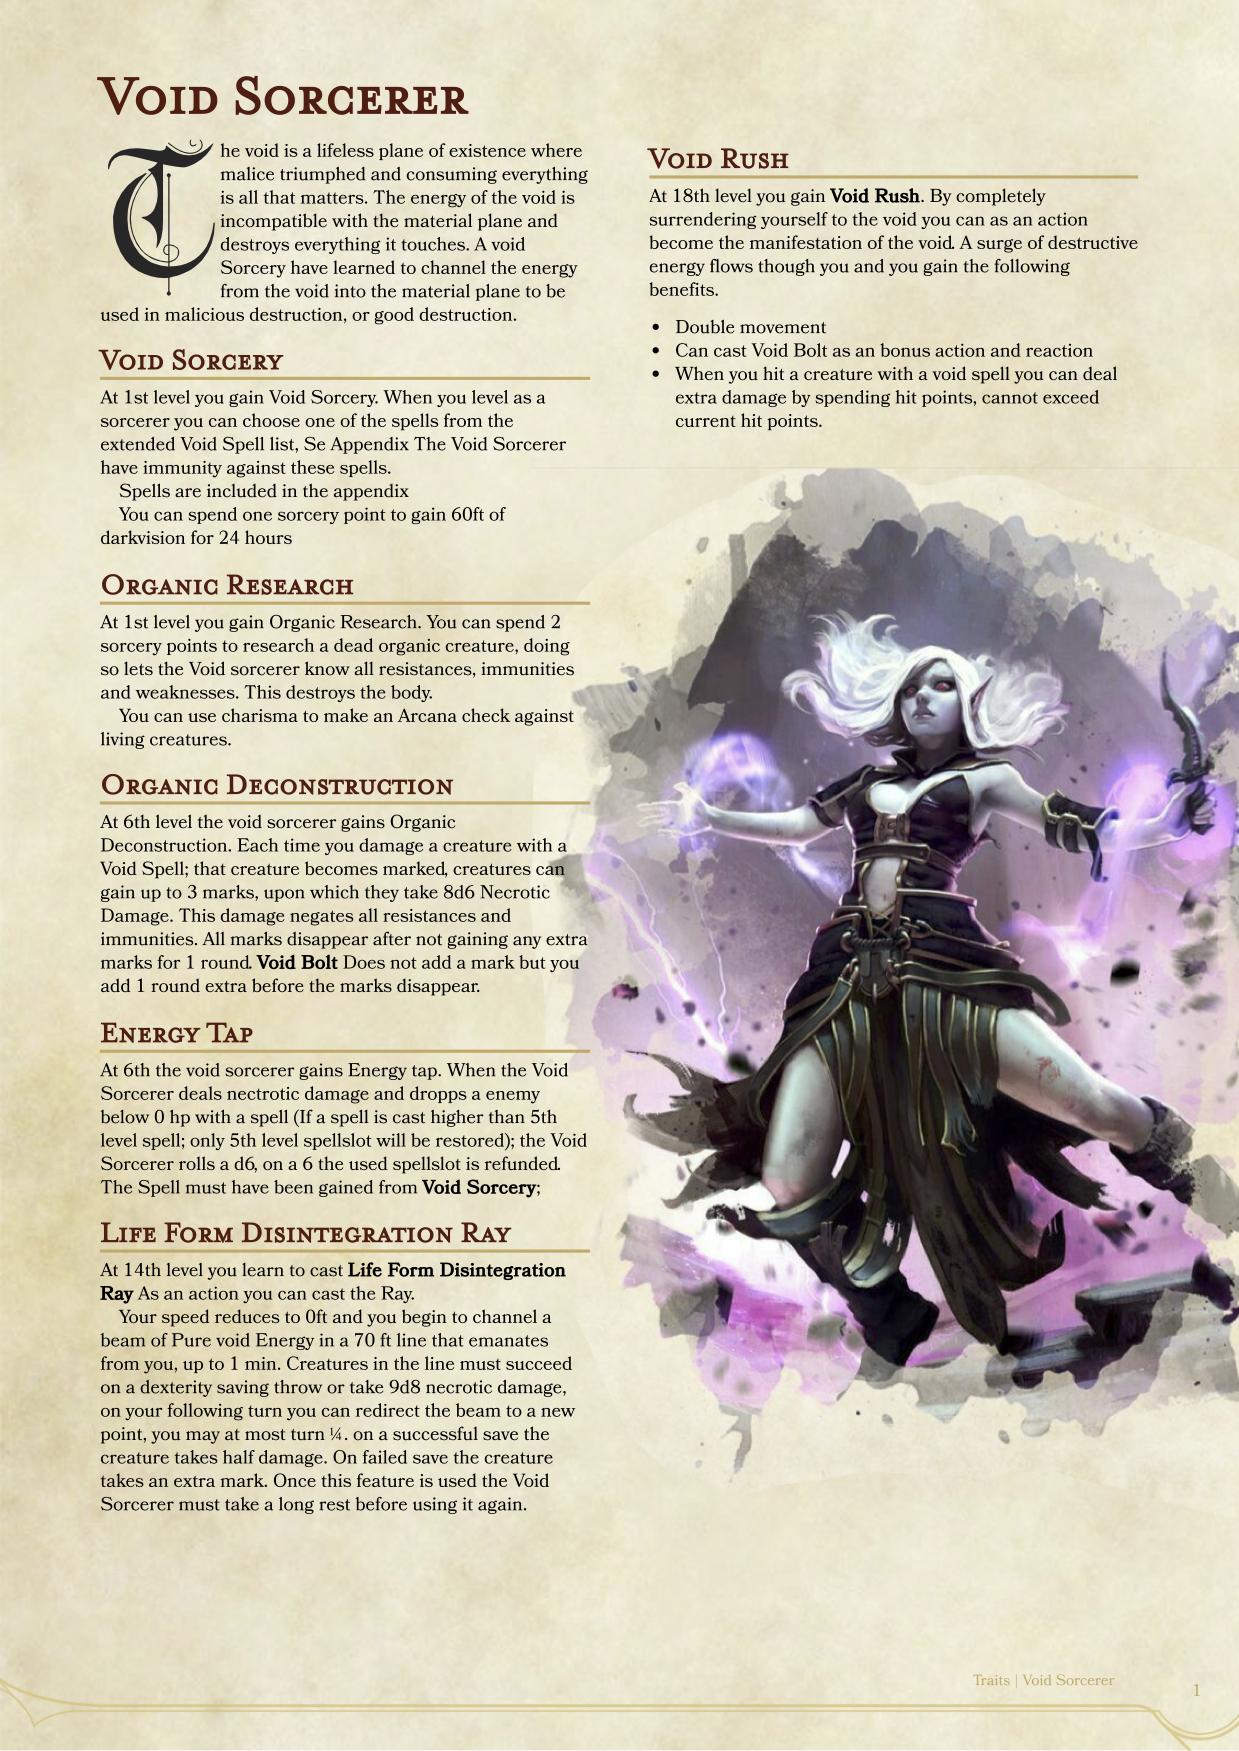 Void Sorcerer
The void is a lifeless plane of existence where
malice triumphed and consuming everything
is all that matters. The energy of the void is
incompatible with the material plane and
destroys everything it touches. A void
Sorcery have learned to channel the energy
from the void into the material plane to be
used in malicious destruction, or good destruction.
Void Sorcery
At 1st level you gain Void Sorcery. When you level as a
sorcerer you can choose one of the spells from the
extended Void Spell list, Se Appendix The Void Sorcerer
have immunity against these spells.
Spells are included in the appendix
You can spend one sorcery point to gain 60ft of
darkvision for 24 hours
Organic Research
At 1st level you gain Organic Research. You can spend 2
sorcery points to research a dead organic creature, doing
so lets the Void sorcerer know all resistances, immunities
and weaknesses. This destroys the body.
You can use charisma to make an Arcana check against
living creatures.
Organic Deconstruction
At 6th level the void sorcerer gains Organic
Deconstruction. Each time you damage a creature with a
Void Spell; that creature becomes marked, creatures can
gain up to 3 marks, upon which they take 8d6 Necrotic
Damage. This damage negates all resistances and
immunities. All marks disappear after not gaining any extra
marks for 1 round. Void Bolt Does not add a mark but you
add 1 round extra before the marks disappear.
Energy Tap
At 6th the void sorcerer gains Energy tap. When the Void
Sorcerer deals nectrotic damage and dropps a enemy
below 0 hp with a spell (If a spell is cast higher than 5th
level spell; only 5th level spellslot will be restored); the Void
Sorcerer rolls a d6, on a 6 the used spellslot is refunded.
The Spell must have been gained from Void Sorcery;
Life Form Disintegration Ray
At 14th level you learn to cast Life Form Disintegration
Ray As an action you can cast the Ray.
Your speed reduces to 0ft and you begin to channel a
beam of Pure void Energy in a 70 ft line that emanates
from you, up to 1 min. Creatures in the line must succeed
on a dexterity saving throw or take 9d8 necrotic damage,
on your following turn you can redirect the beam to a new
point, you may at most turn ¼. on a successful save the
creature takes half damage. On failed save the creature
takes an extra mark. Once this feature is used the Void
Sorcerer must take a long rest before using it again.
Void Rush
At 18th level you gain Void Rush. By completely
surrendering yourself to the void you can as an action
become the manifestation of the void. A surge of destructive
energy flows though you and you gain the following
benefits.
• Double movement
• Can cast Void Bolt as an bonus action and reaction
• When you hit a creature with a void spell you can deal
extra damage by spending hit points, cannot exceed
current hit points.
Traits | Void Sorcerer
1